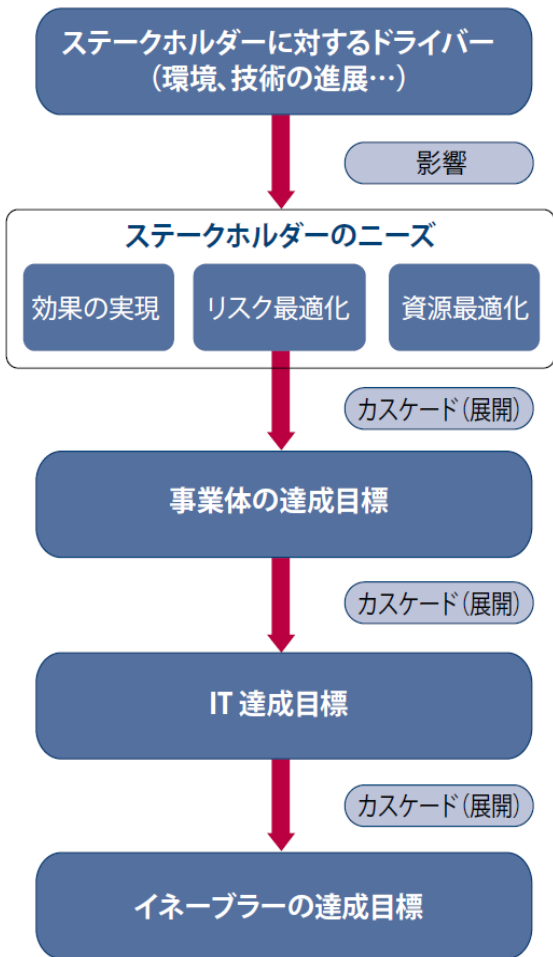 ステークホルダーに対するドライバー
（環境、技術の進展…）
影響
ステークホルダーのニーズ
効果の実現
リスク最適化
資源最適化
カスケード（展開）
事業体の達成目標
カスケード（展開）
IT 達成目標
カスケード（展開）
イネーブラーの達成目標